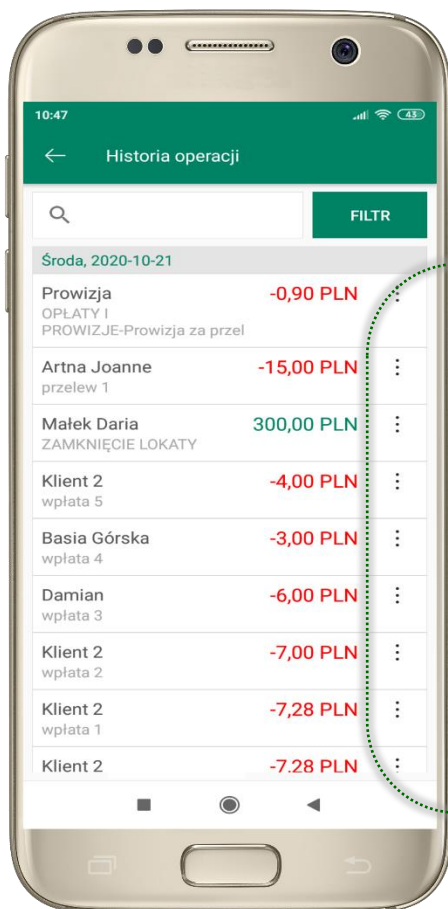 10:47
43
Historia operacji
FILTR
Środa, 2020-10-21
Prowizja -0,90 PLN
OPŁATY I
PROWIZJE-Prowizja za przel
Artna Joanne -15,00 PLN
przelew 1
Małek Daria 300,00 PLN
ZAMKNIĘCIE LOKATY
Klient 2 -4,00 PLN
wpłata 5
Basia Górska -3,00 PLN
wpłata 4
Damian -6,00 PLN
wpłata 3
Klient 2 -7,00 PLN
wpłata 2
Klient 2 -7,28 PLN
wpłata 1
Klient 2 -7,28 PLN